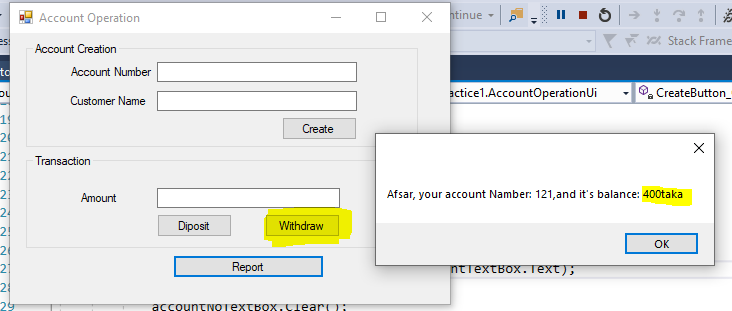 Account Operation
Account Creation
Account Number
Customer Name
Create
Transaction
Amount
Diposit
Withdraw
Report
Stack Frame
actice1.AccountOperationUi
CreateButton_
Afsar, your account Namber: 121,and it's balance: 400taka
OK
ntTextBox.Text);
accountNoTextBox.Clear();